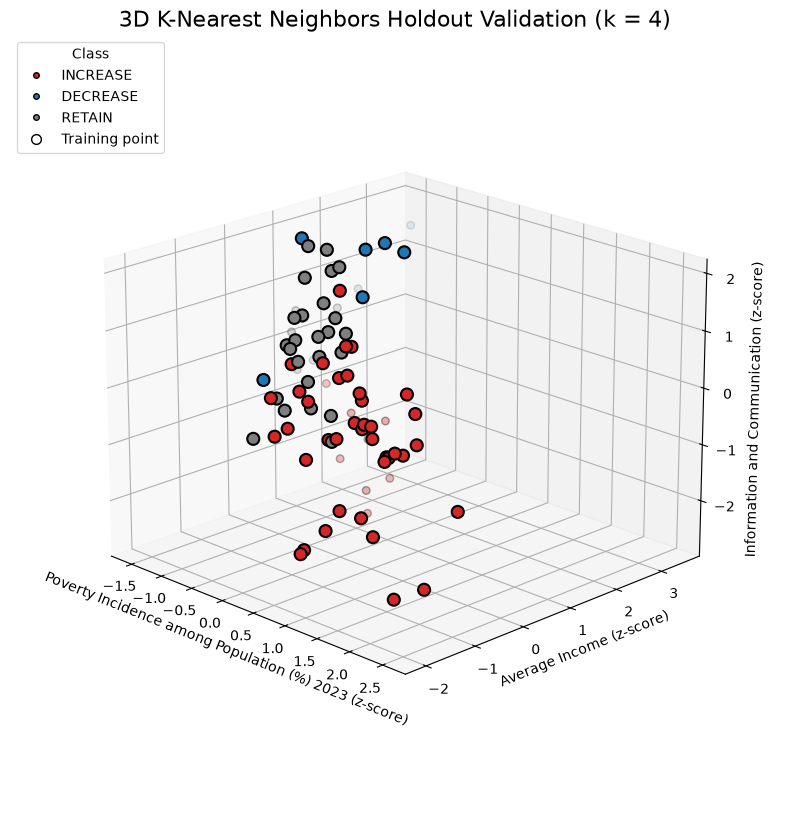 3D K-Nearest Neighbors Holdout Validation (k = 4)
Class
INCREASE
DECREASE
RETAIN
Training point
2
1
0
−1
−2
Information and Communication (z-score)
−1.5
−1.0
−0.5
0.0
0.5
1.0
1.5
2.0
2.5
Poverty Incidence among Population (%) 2023 (z-score)
−2
−1
0
1
2
3
Average Income (z-score)